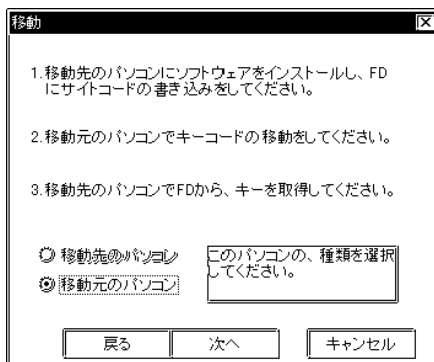 移動
1.移動先のパソコンにソフトウェアをインストールし、FD
にサイトコードの書き込みをしてください。
2.移動元のパソコンでキーコードの移動をしてください。
3.移動先のパソコンでFDから、キーを取得してください。
移動先のパソコン
移動元のパソコン
このパソコンの、種類を選択
してください。
戻る
次へ
キャンセル